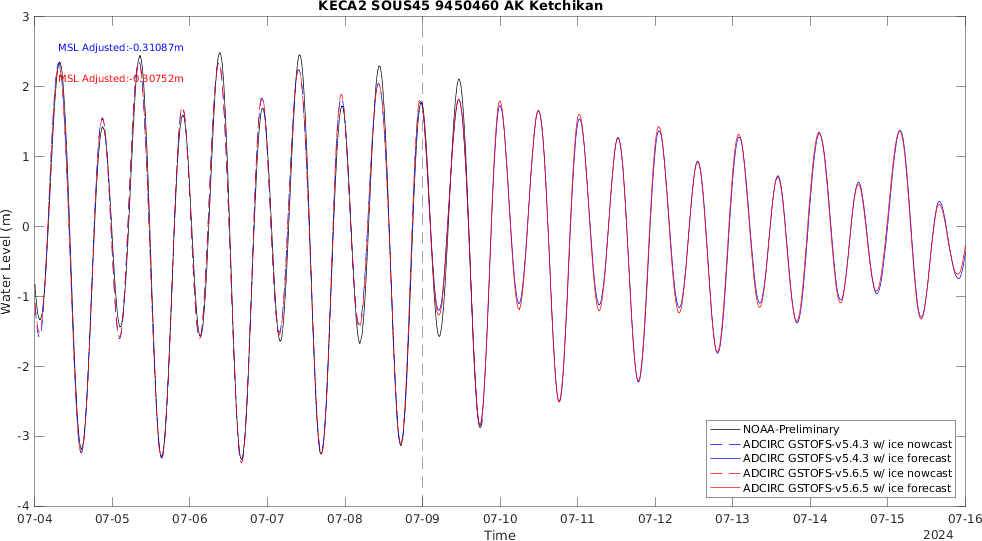 KECA2 SOUS45 9450460 AK Ketchikan
MSL Adjusted:-0.31087m
MSL Adjusted:-0.30752m
3
2
1
0
-1
-2
-3
-4
Water Level (m)
NOAA-Preliminary
ADCIRC GSTOFS-v5.4.3 w/ ice nowcast
ADCIRC GSTOFS-v5.4.3 w/ ice forecast
ADCIRC GSTOFS-v5.6.5 w/ ice nowcast
ADCIRC GSTOFS-v5.6.5 w/ ice forecast
07-04 07-05 07-06 07-07 07-08 07-09 07-10 07-11 07-12 07-13 07-14 07-15 07-16
Time
2024